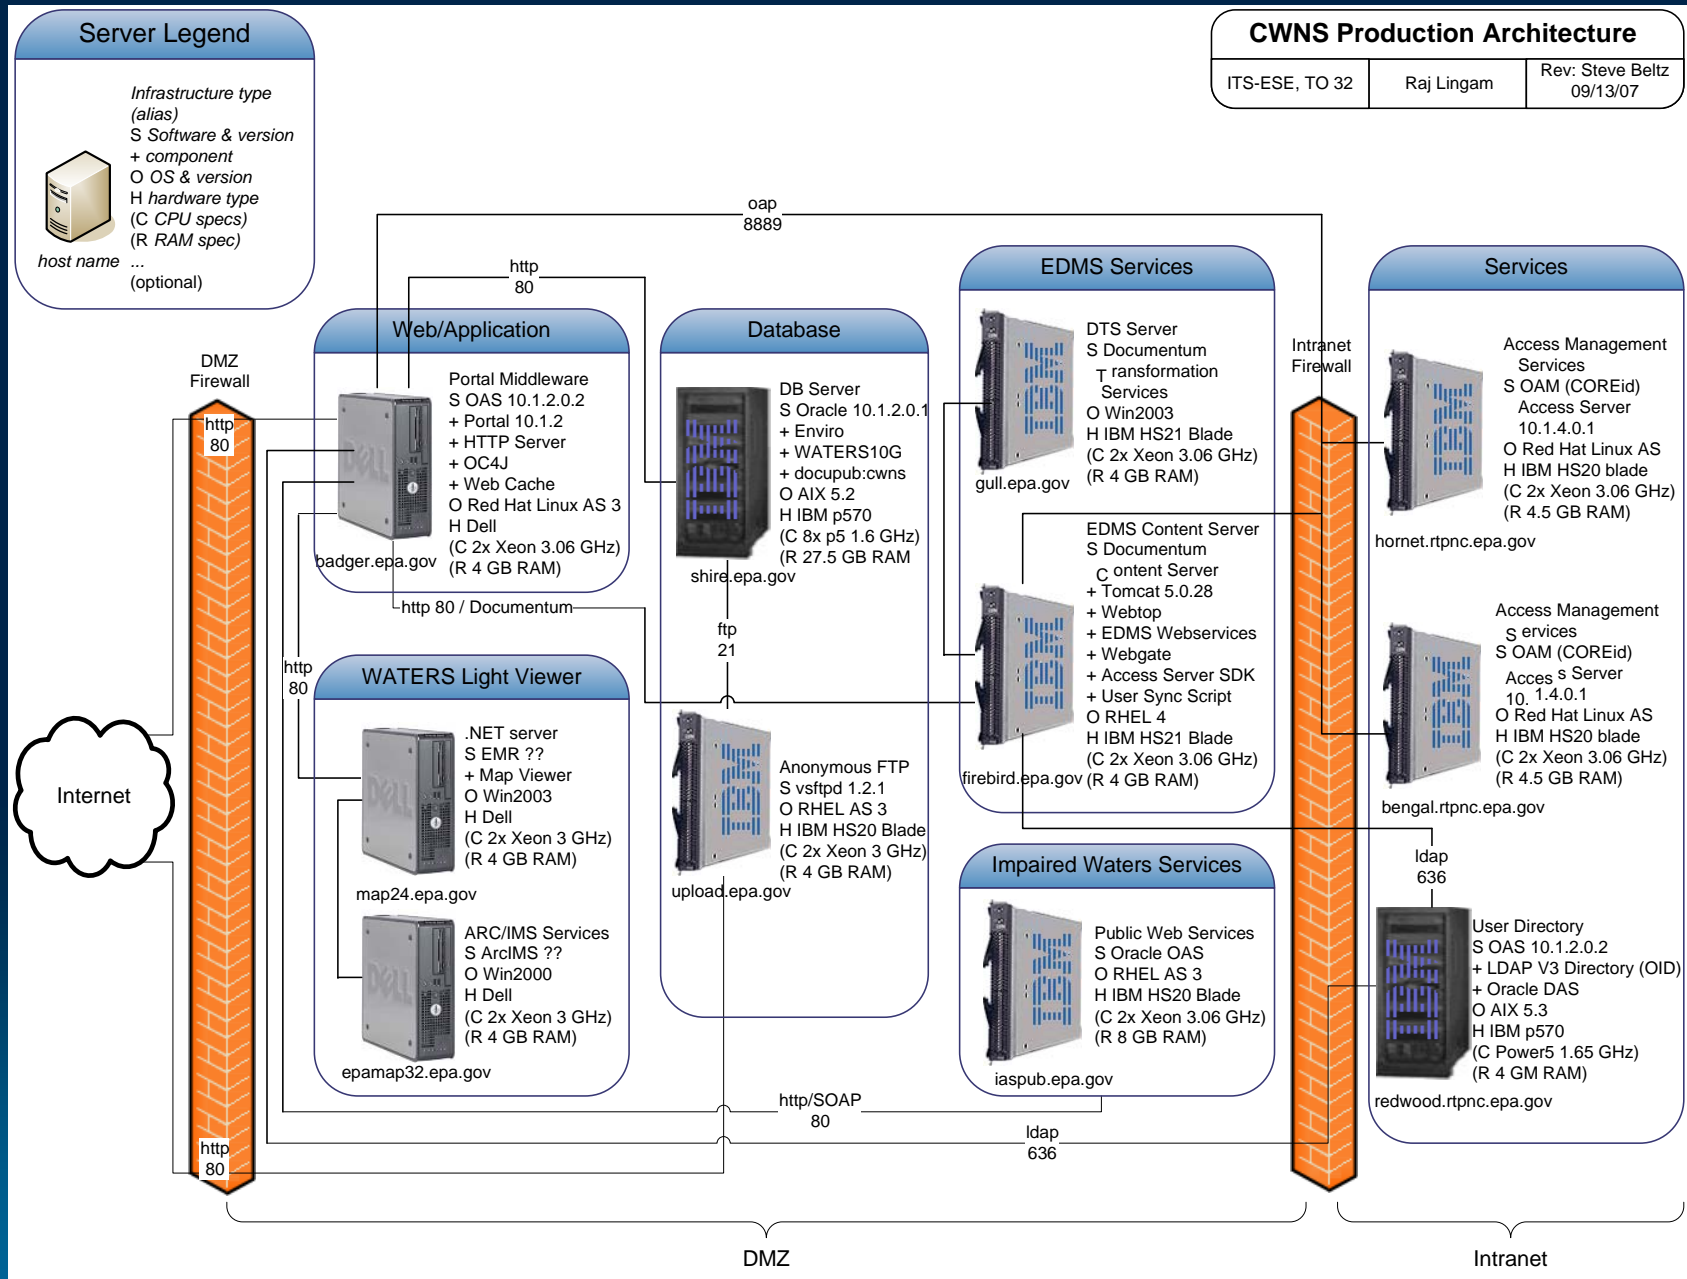 Server Legend
Infrastructure type
(alias)
S Software & version
+ component
O OS & version
H hardware type
(C CPU specs)
(R RAM spec)
...
(optional)
host name
CWNS Production Architecture
ITS-ESE, TO 32
Raj Lingam
Rev: Steve Beltz
09/13/07
oap
8889
http
80
DMZ
Firewall
http
80
Web/Application
Portal Middleware
S OAS 10.1.2.0.2
+ Portal 10.1.2
+ HTTP Server
+ OC4J
+ Web Cache
O Red Hat Linux AS 3
H Dell
(C 2x Xeon 3.06 GHz)
(R 4 GB RAM)
DELL
badger.epa.gov
http 80 / Documentum
http
80
WATERS Light Viewer
.NET server
S EMR ??
+ Map Viewer
O Win2003
H Dell
(C 2x Xeon 3 GHz)
(R 4 GB RAM)
DELL
map24.epa.gov
ARC/IMS Services
S ArcIMS ??
O Win2000
H Dell
(C 2x Xeon 3 GHz)
(R 4 GB RAM)
DELL
epamap32.epa.gov
Internet
http
80
Database
DB Server
S Oracle 10.1.2.0.1
+ Enviro
+ WATERS10G
+ docupub:cwns
O AIX 5.2
H IBM p570
(C 8x p5 1.6 GHz)
(R 27.5 GB RAM
IBM
shire.epa.gov
ftp
21
Anonymous FTP
S vsftpd 1.2.1
O RHEL AS 3
H IBM HS20 Blade
(C 2x Xeon 3 GHz)
(R 4 GB RAM)
IBM
upload.epa.gov
EDMS Services
DTS Server
S Documentum
Transformation
Services
O Win2003
H IBM HS21 Blade
(C 2x Xeon 3.06 GHz)
(R 4 GB RAM)
IBM
gull.epa.gov
EDMS Content Server
S Documentum
Content Server
+ Tomcat 5.0.28
+ Webtop
+ EDMS Webservices
+ Webgate
+ Access Server SDK
+ User Sync Script
O RHEL 4
H IBM HS21 Blade
(C 2x Xeon 3.06 GHz)
(R 4 GB RAM)
IBM
firebird.epa.gov
Impaired Waters Services
Public Web Services
S Oracle OAS
O RHEL AS 3
H IBM HS20 Blade
(C 2x Xeon 3.06 GHz)
(R 8 GB RAM)
IBM
iaspub.epa.gov
http/SOAP
80
ldap
636
Intranet
Firewall
Services
Access Management
Services
S OAM (COREid)
Access Server
10.1.4.0.1
O Red Hat Linux AS
H IBM HS20 blade
(C 2x Xeon 3.06 GHz)
(R 4.5 GB RAM)
IBM
hornet.rtpnc.epa.gov
Access Management
Services
S OAM (COREid)
Access Server
10.1.4.0.1
O Red Hat Linux AS
H IBM HS20 blade
(C 2x Xeon 3.06 GHz)
(R 4.5 GB RAM)
IBM
bengal.rtpnc.epa.gov
ldap
636
User Directory
S OAS 10.1.2.0.2
+ LDAP V3 Directory (OID)
+ Oracle DAS
O AIX 5.3
H IBM p570
(C Power5 1.65 GHz)
(R 4 GM RAM)
IBM
redwood.rtpnc.epa.gov
DMZ
Intranet